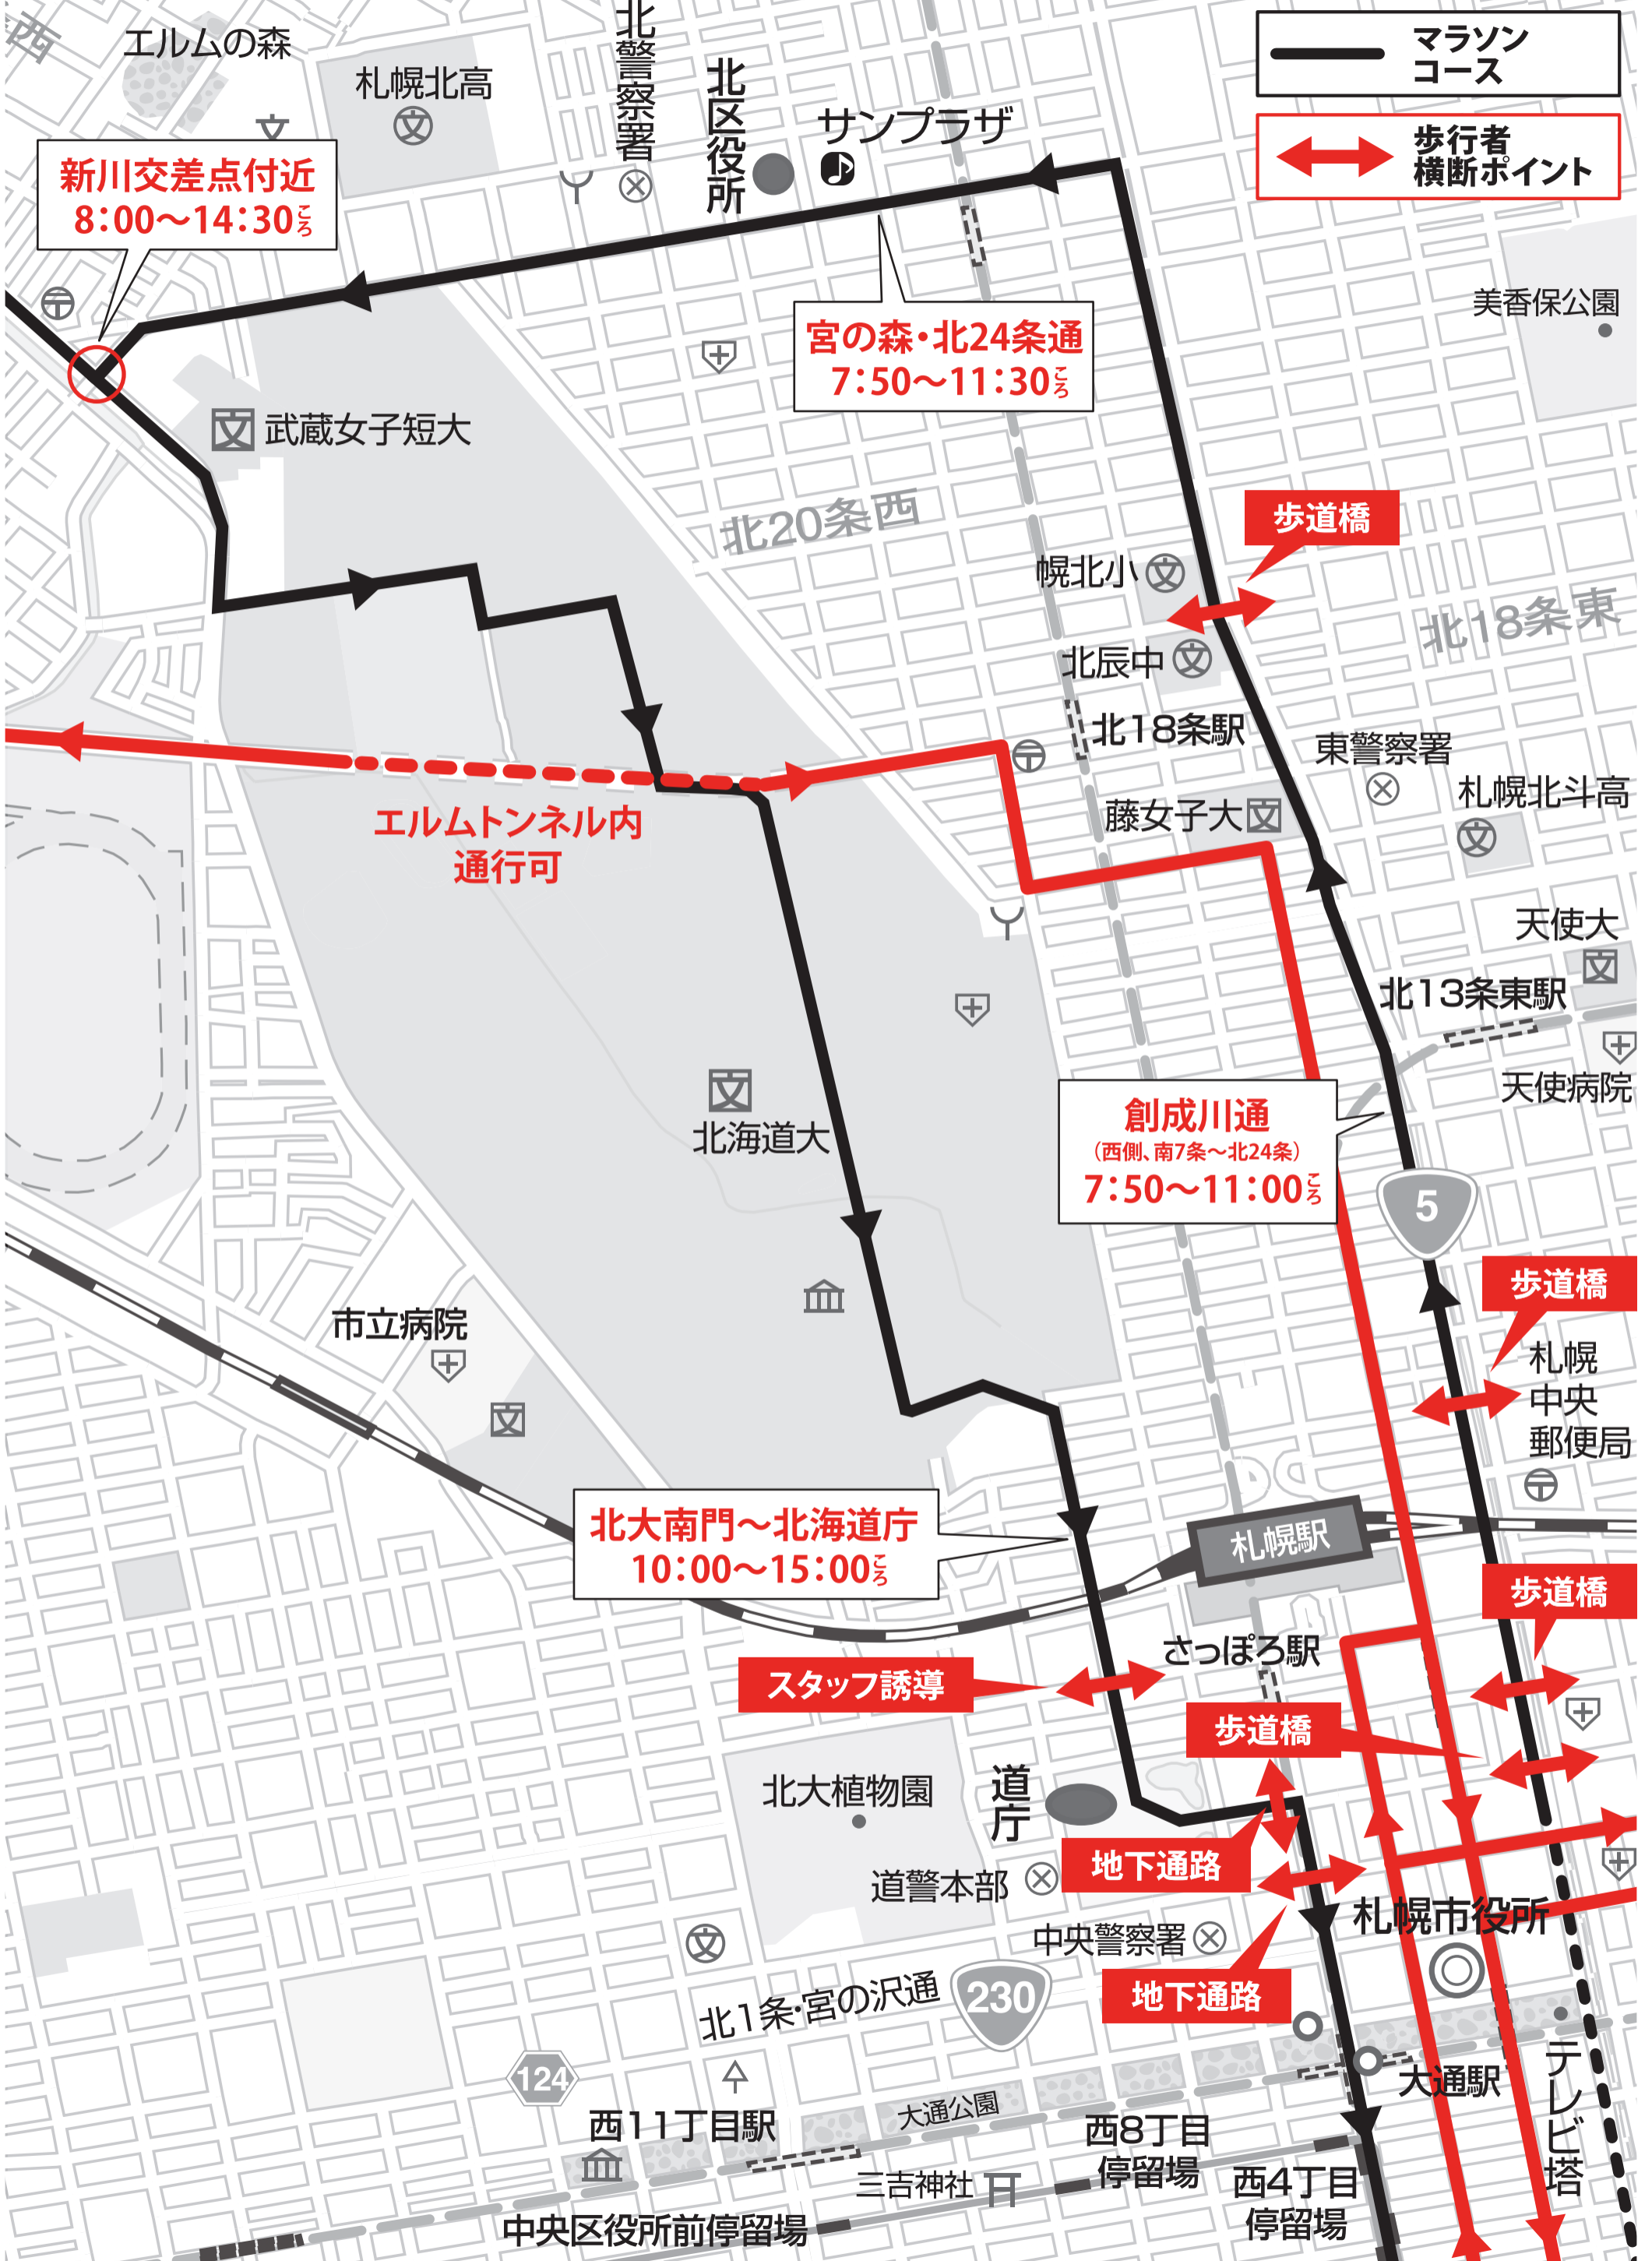 マラソン
コース
歩行者
横断ポイント
西
エルムの森
札幌北高
北警察署
北区役所
サンプラザ
新川交差点付近
8:00〜14:30ころ
宮の森・北24条通
7:50〜11:30ころ
美香保公園
武蔵女子短大
北20条西
歩道橋
幌北小
北18条東
北辰中
北18条駅
東警察署
札幌北斗高
藤女子大
エルムトンネル内
通行可
天使大
北13条東駅
天使病院
北海道大
創成川通
(西側、南7条〜北24条)
7:50〜11:00ころ
5
歩道橋
札幌
中央
郵便局
市立病院
北大南門〜北海道庁
10:00〜15:00ころ
札幌駅
歩道橋
さっぽろ駅
スタッフ誘導
歩道橋
北大植物園
道庁
地下通路
道警本部
札幌市役所
中央警察署
地下通路
北1条・宮の沢通
230
124
大通駅
テレビ塔
大通公園
西11丁目駅
西8丁目
停留場
三吉神社
西4丁目
停留場
中央区役所前停留場